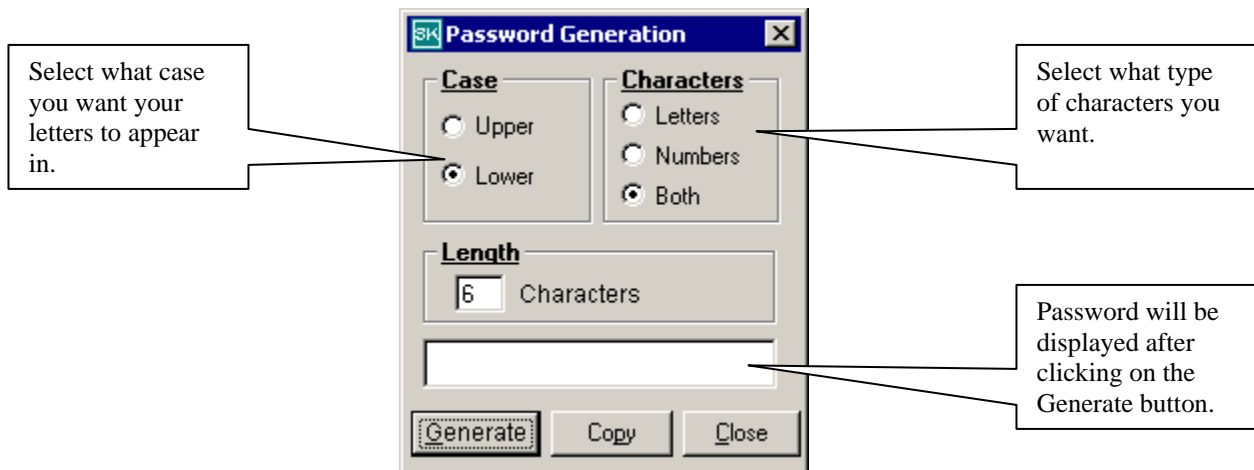 SK Password Generation
Select what case
you want your
letters to appear
in.
Case
Upper
Lower
Characters
Letters
Numbers
Both
Select what type
of characters you
want.
Length
6 Characters
Password will be
displayed after
clicking on the
Generate button.
Generate
Copy
Close